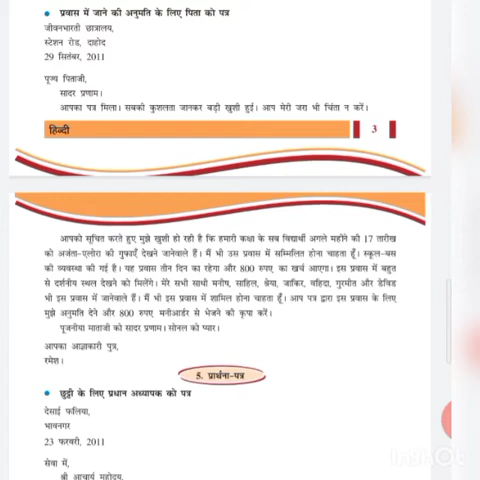 • प्रवास में जाने की अनुमति के लिए पिता को पत्र
जीवनभारती छात्रालय,
स्टेशन रोड, दाहोद
29 सितंबर, 2011
पूज्य पिताजी,
सादर प्रणाम।
आपका पत्र मिला। सबकी कुशलता जानकर बड़ी खुशी हुई। आप मेरी जरा भी चिंता न करें।
हिन्दी 3
आपको सूचित करते हुए मुझे खुशी हो रही है कि हमारी कक्षा के सब विद्यार्थी अगले महीने की 17 तारीख
को अजंता-एलोरा की गुफाएँ देखने जानेवाले हैं। मैं भी उस प्रवास में सम्मिलित होना चाहता हूँ। स्कूल-बस
की व्यवस्था की गई है। यह प्रवास तीन दिन का रहेगा और 800 रुपए का खर्च आएगा। इस प्रवास में बहुत
से दर्शनीय स्थल देखने को मिलेंगे। मेरे सभी साथी मनोष, साहिल, श्रेया, जाकिर, वहिदा, गुरमीत और डेविड
भी इस प्रवास में जानेवाले हैं। मैं भी इस प्रवास में शामिल होना चाहता हूँ। आप पत्र द्वारा इस प्रवास के लिए
मुझे अनुमति देने और 800 रुपए मनीआर्डर से भेजने की कृपा करें।
पूजनीया माताजी को सादर प्रणाम। सोनल को प्यार।
आपका आज्ञाकारी पुत्र,
रमेश।
5. प्रार्थना-पत्र
• छुट्टी के लिए प्रधान अध्यापक को पत्र
देसाई फलिया,
भावनगर
23 फरवरी, 2011
सेवा में,
श्री आचार्य महोदय,